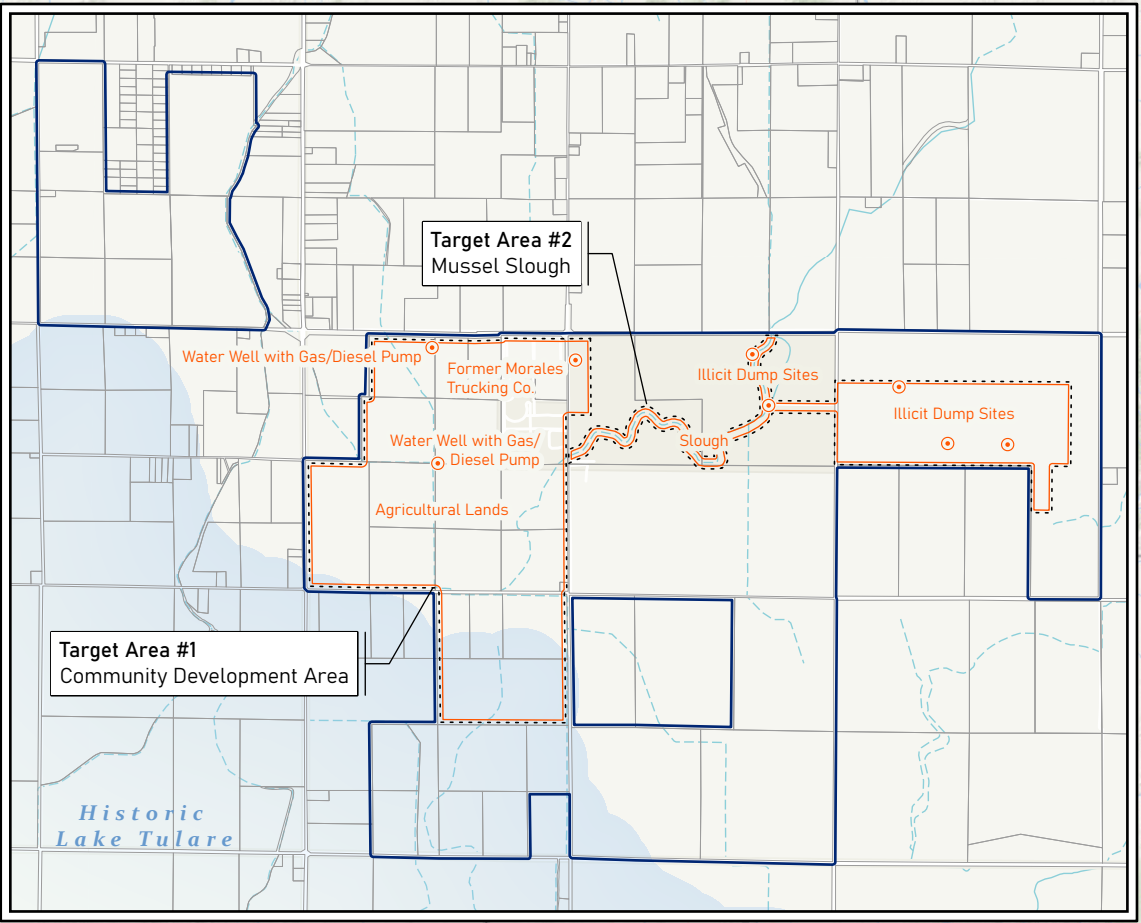 Target Area #2
Mussel Slough
Water Well with Gas/Diesel Pump
Former Morales
Trucking Co.
Illicit Dump Sites
Illicit Dump Sites
Water Well with Gas/
Diesel Pump
Slough
Agricultural Lands
Target Area #1
Community Development Area
Historic
Lake Tulare